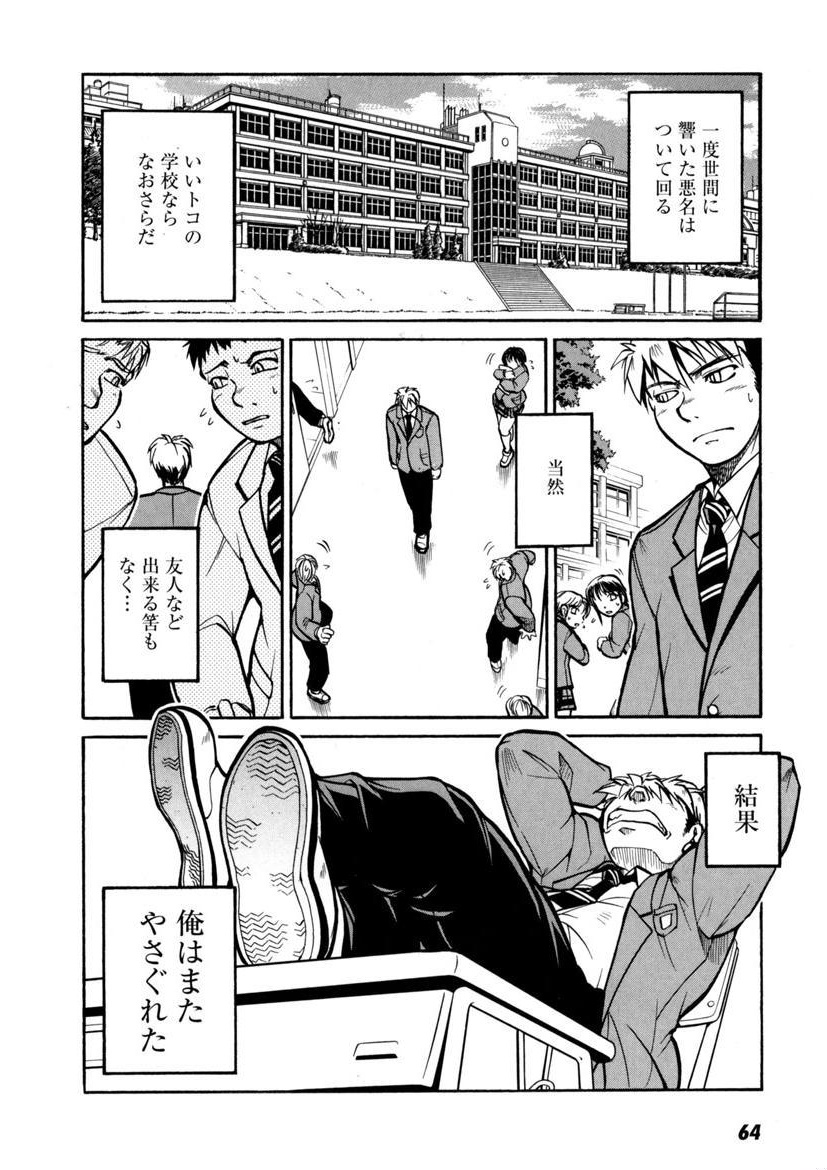 一度世間に
響いた悪名は
ついて回る
いいトコの
学校なら
なおさらだ
当然
友人など
出来る筈も
なく…
結果
俺はまた
やさぐれた
64